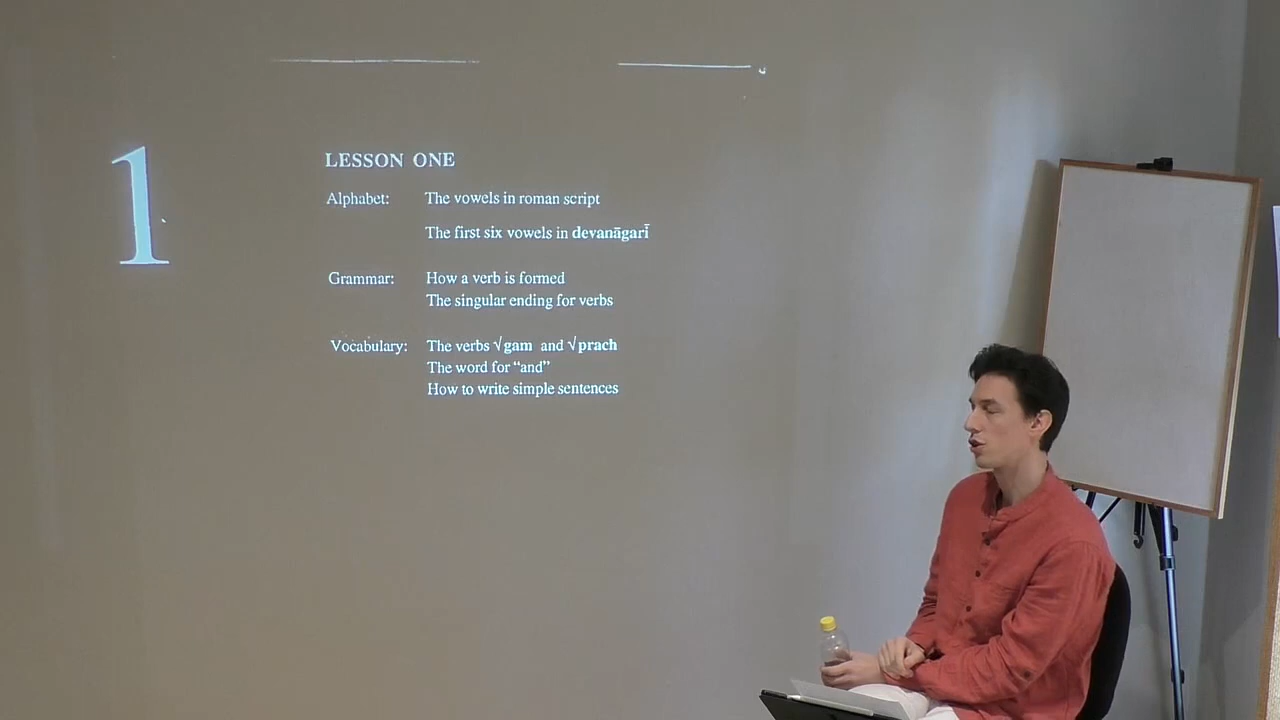 1
LESSON ONE
Alphabet: The vowels in roman script
The first six vowels in devanāgarī
Grammar: How a verb is formed
The singular ending for verbs
Vocabulary: The verbs √gam and √prach
The word for “and”
How to write simple sentences